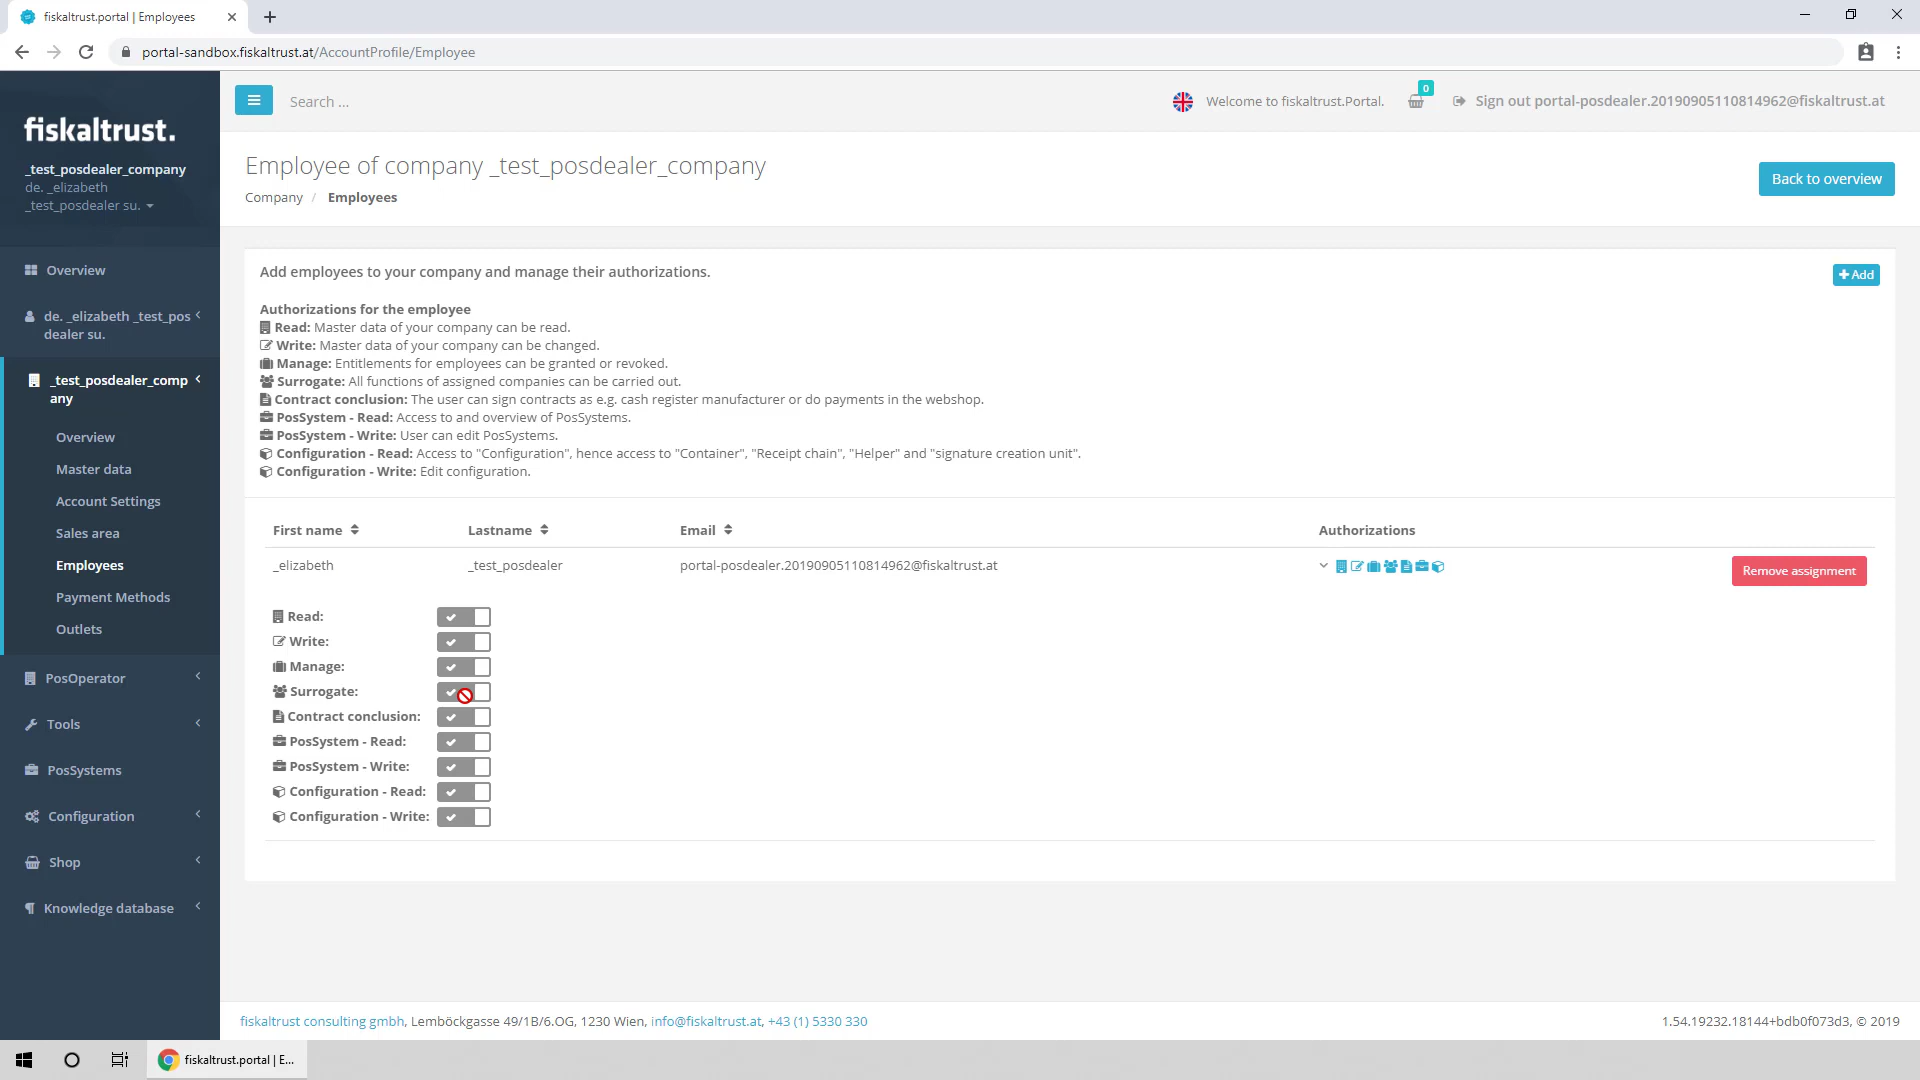 fiskaltrust.portal | Employees
portal-sandbox.fiskaltrust.at/AccountProfile/Employee
fiskaltrust.
_test_posdealer_company
de. _elizabeth
_test_posdealer su.
Overview
de. _elizabeth _test_pos
dealer su.
_test_posdealer_comp
any
Overview
Master data
Account Settings
Sales area
Employees
Payment Methods
Outlets
PosOperator
Tools
PosSystems
Configuration
Shop
Knowledge database
Search ...
Welcome to fiskaltrust.Portal.
0
Sign out portal-posdealer.20190905110814962@fiskaltrust.at
Employee of company _test_posdealer_company
Company / Employees
Back to overview
Add employees to your company and manage their authorizations.
Add
Authorizations for the employee
Read: Master data of your company can be read.
Write: Master data of your company can be changed.
Manage: Entitlements for employees can be granted or revoked.
Surrogate: All functions of assigned companies can be carried out.
Contract conclusion: The user can sign contracts as e.g. cash register manufacturer or do payments in the webshop.
PosSystem - Read: Access to and overview of PosSystems.
PosSystem - Write: User can edit PosSystems.
Configuration - Read: Access to "Configuration", hence access to "Container", "Receipt chain", "Helper" and "signature creation unit".
Configuration - Write: Edit configuration.
First name Lastname Email Authorizations
_elizabeth _test_posdealer portal-posdealer.20190905110814962@fiskaltrust.at Remove assignment
Read:
Write:
Manage:
Surrogate:
Contract conclusion:
PosSystem - Read:
PosSystem - Write:
Configuration - Read:
Configuration - Write:
fiskaltrust consulting gmbh, Lemböckgasse 49/1B/6.OG, 1230 Wien, info@fiskaltrust.at, +43 (1) 5330 330
1.54.19232.18144+bdb0f073d3, © 2019
fiskaltrust.portal | E...